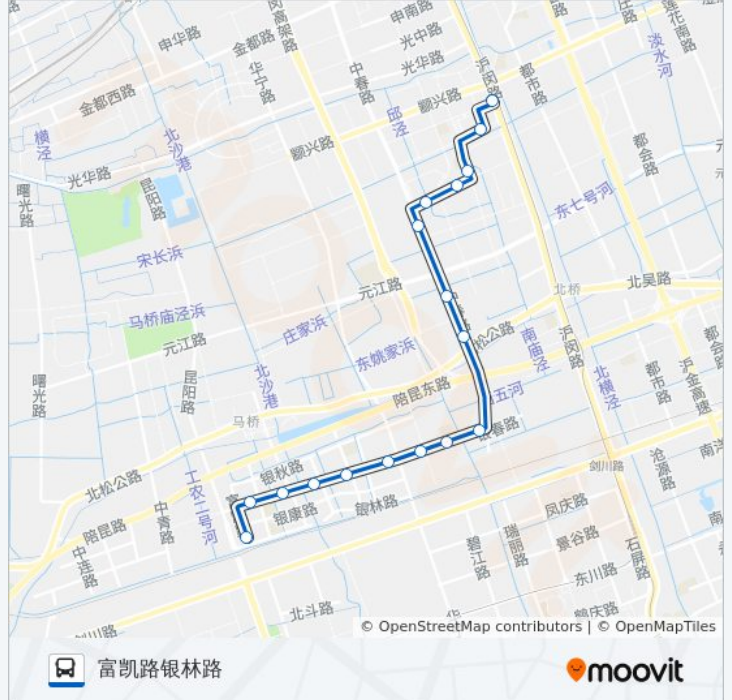 申南路
申华路
金都路
光中路
光华路
沪闵路
都市路
淡水河
莲花南路
华宁路
中春路
邱泾
颛兴路
金都西路
横泾
北沙港
颛兴路
都会路
光华路
昆阳路
曙光路
东七号河
宋长浜
元江路
北桥
北吴路
马桥庙泾浜
元江路
庄家浜
东姚家浜
松公路
南庙泾
沪闵路
都会
北沙港
昆阳路
曙光路
陪昆东路
五河
北横泾
都市路
沪金高速
马桥
春路
银秋路
剑川路
沧源路
北松公路
工农二号河
银康路
银林路
凤庆路
中青路
陪昆路
中连路
碧江路
瑞丽路
景谷路
石屏路
东川路
北斗路
鹤庆路
剑川路
© OpenStreetMap contributors | © OpenMapTiles
富凯路银林路
moovit